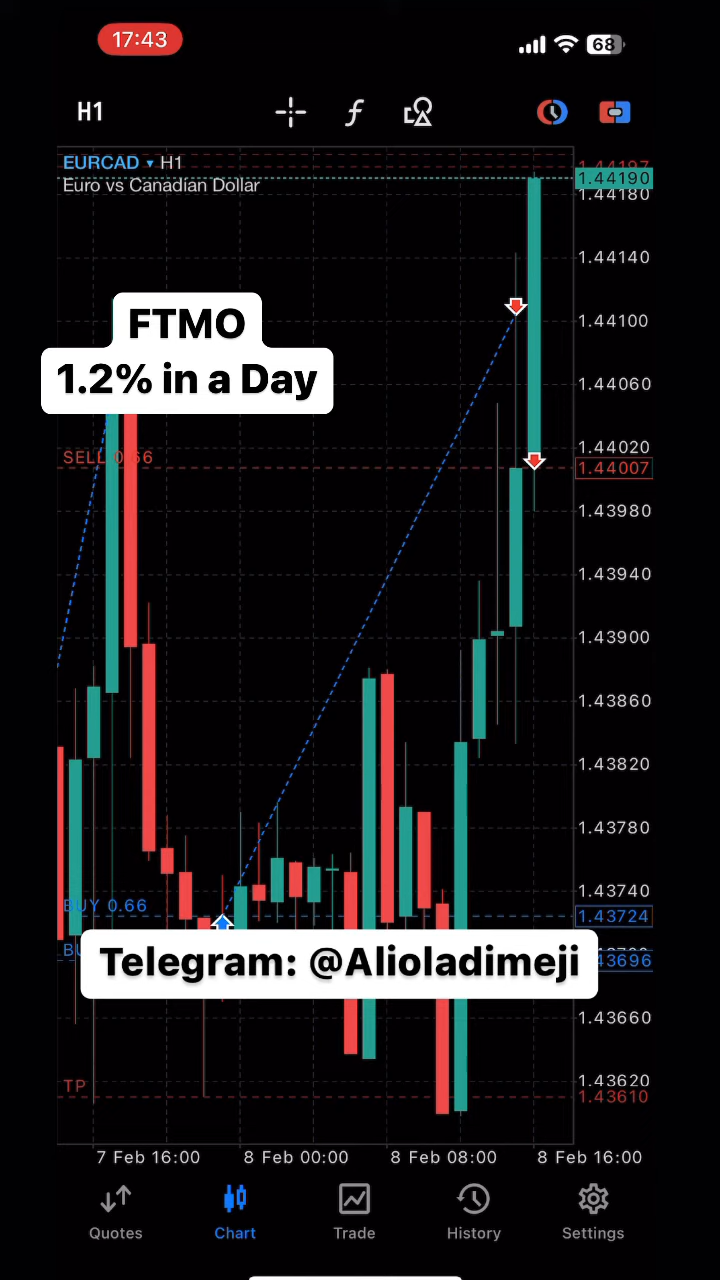 17:43
68
H1
EURCAD H1
Euro vs Canadian Dollar
1.44197
1.44190
1.44180
1.44140
FTMO
1.44100
1.2% in a Day
1.44060
1.44020
SELL 0.66
1.44007
1.43980
1.43940
1.43900
1.43860
1.43820
1.43780
1.43740
BUY 0.66
1.43724
BU
Telegram: @Alioladimeji
43696
1.43660
1.43620
TP
1.43610
7 Feb 16:00 8 Feb 00:00 8 Feb 08:00 8 Feb 16:00
Quotes Chart Trade History Settings